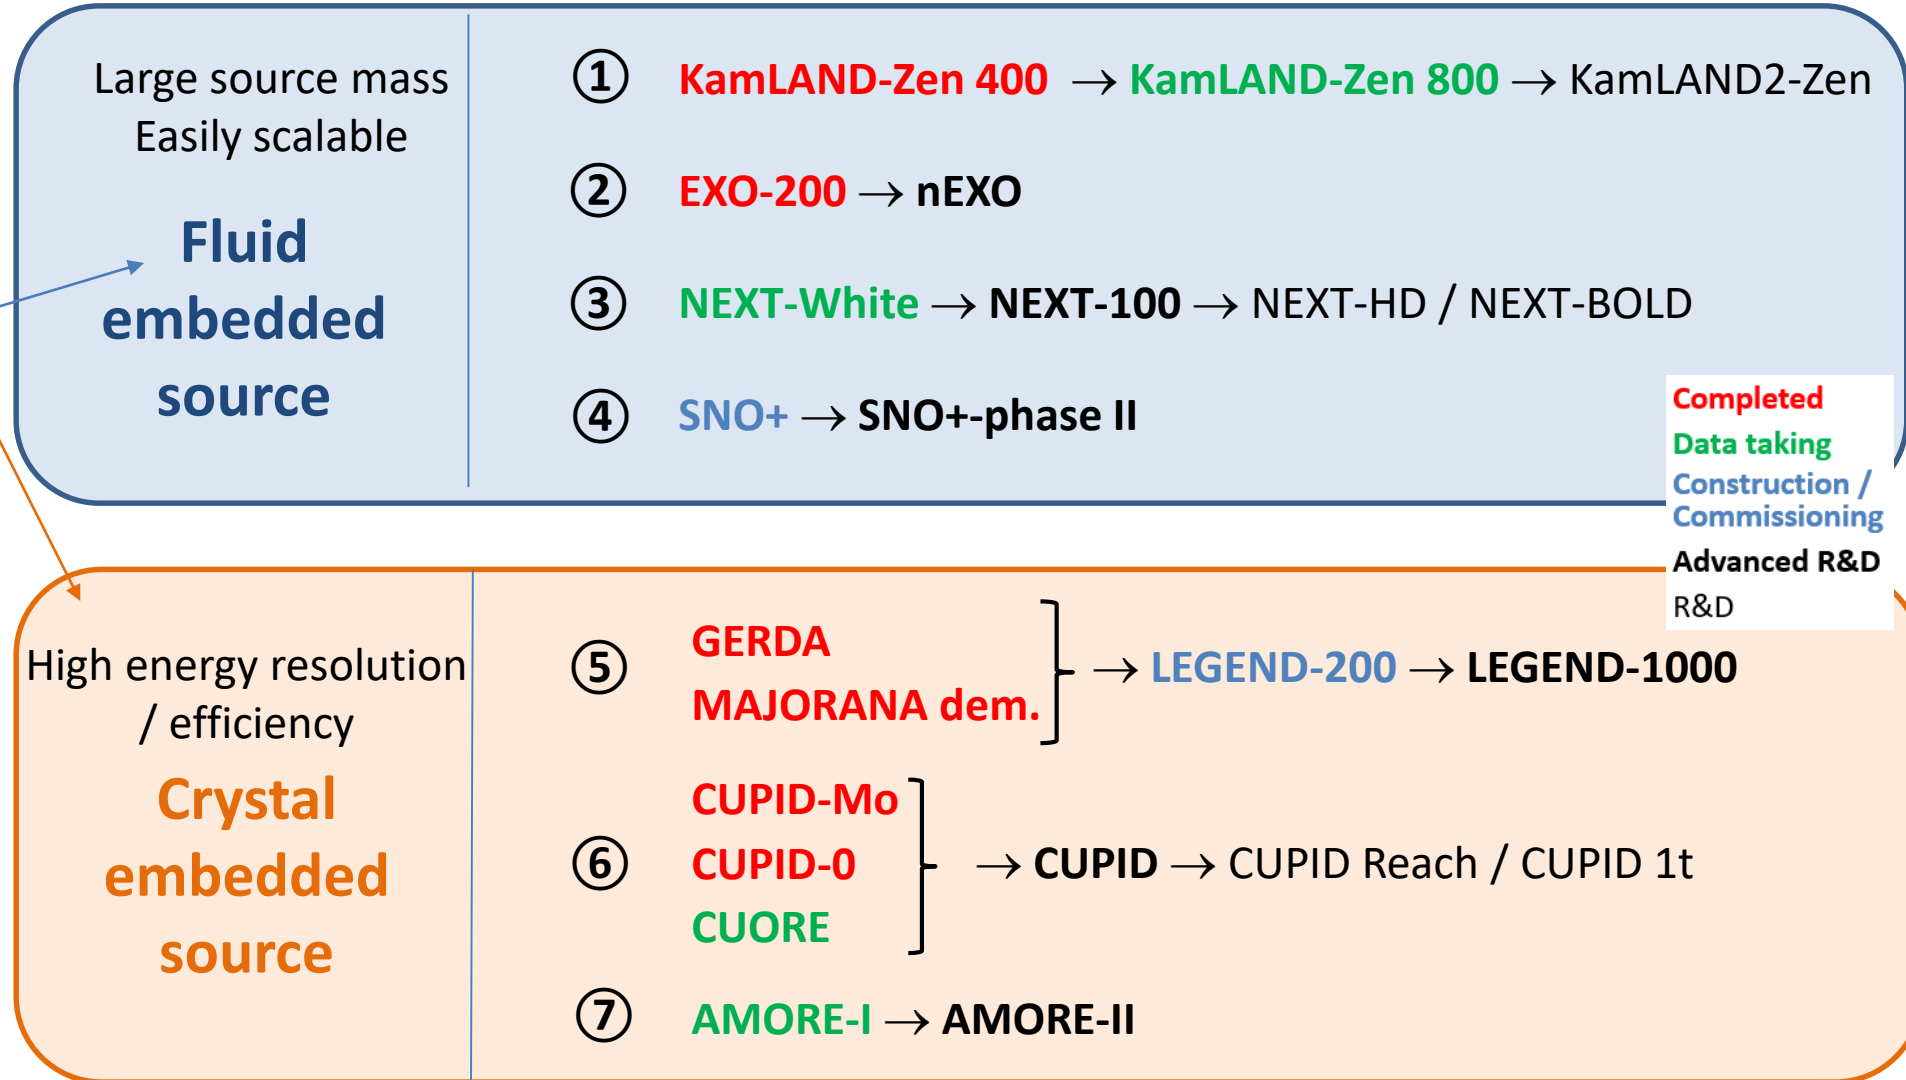 Large source mass
Easily scalable
Fluid
embedded
source
① KamLAND-Zen 400 → KamLAND-Zen 800 → KamLAND2-Zen
② EXO-200 → nEXO
③ NEXT-White → NEXT-100 → NEXT-HD / NEXT-BOLD
④ SNO+ → SNO+-phase II
Completed
Data taking
Construction /
Commissioning
Advanced R&D
R&D
High energy resolution
/ efficiency
Crystal
embedded
source
⑤ GERDA
MAJORANA dem.
→ LEGEND-200 → LEGEND-1000
⑥ CUPID-Mo
CUPID-0
CUORE
→ CUPID → CUPID Reach / CUPID 1t
⑦ AMORE-I → AMORE-II